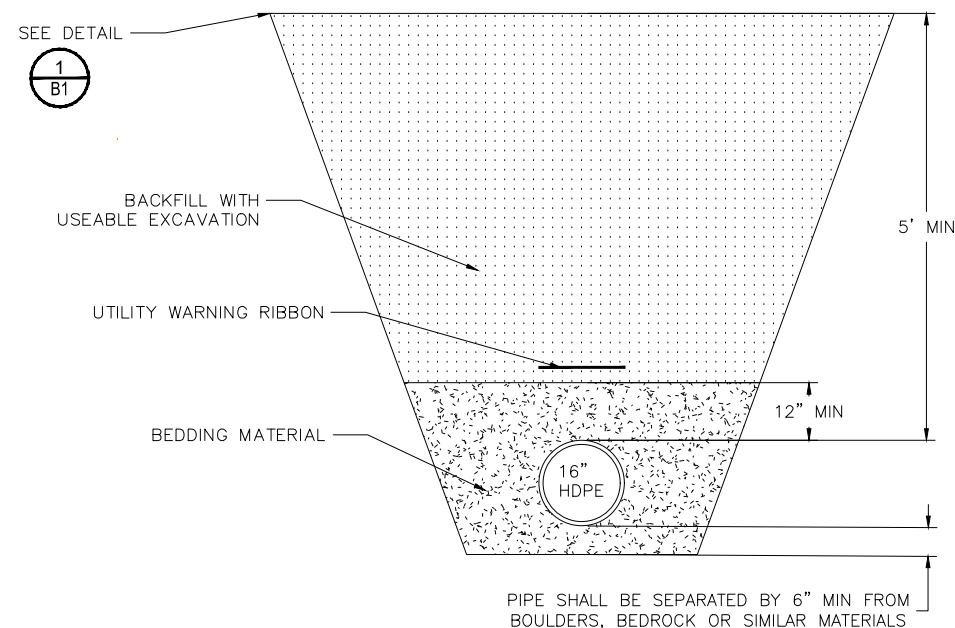 SEE DETAIL
1
B1
BACKFILL WITH
USEABLE EXCAVATION
5' MIN
UTILITY WARNING RIBBON
12" MIN
BEDDING MATERIAL
16"
HDPE
PIPE SHALL BE SEPARATED BY 6" MIN FROM
BOULDERS, BEDROCK OR SIMILAR MATERIALS